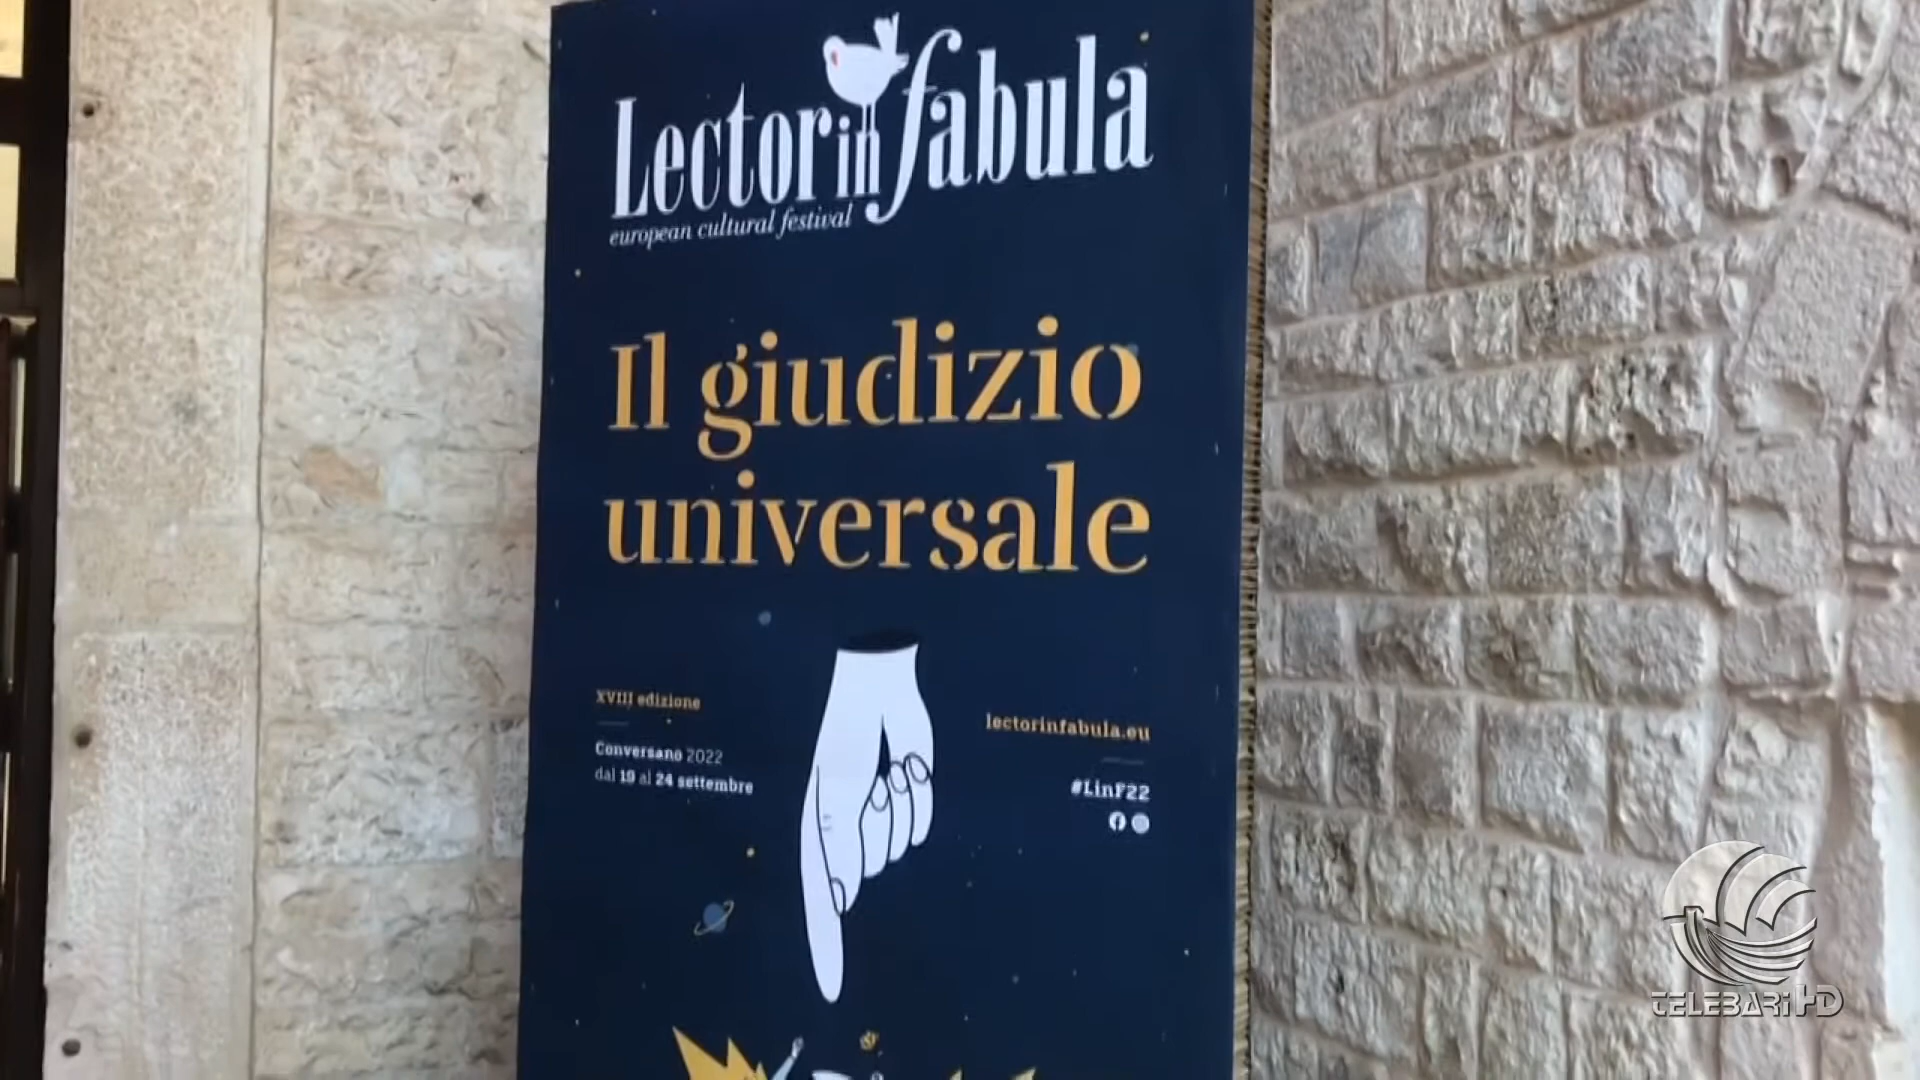 Lector in fabula
european cultural festival
Il giudizio
universale
XVIII edizione
Conversano 2022
dal 19 al 24 settembre
lectorinfabula.eu
#LinF22
TELEBARI HD